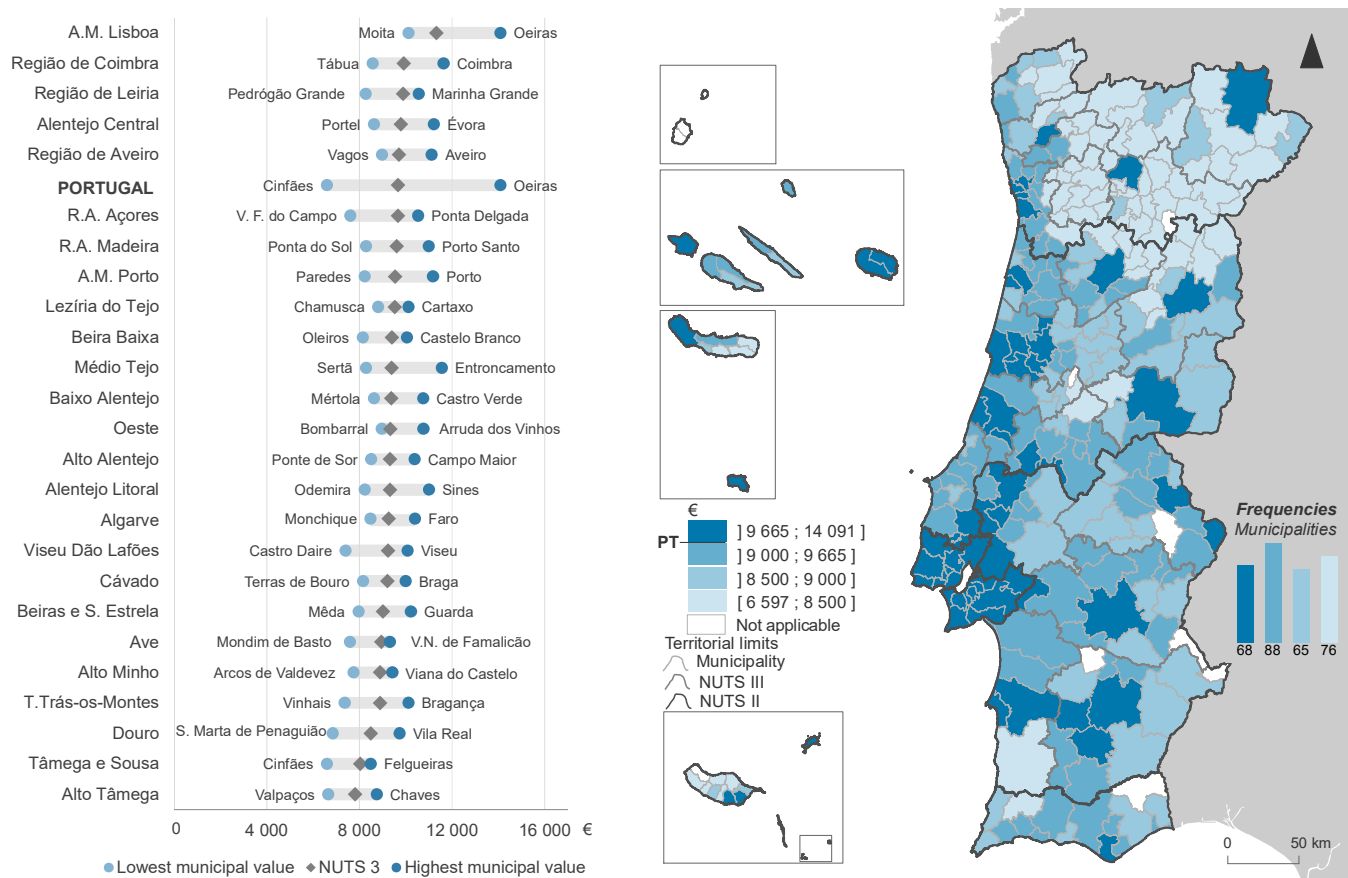 A.M. Lisboa Moita Oeiras
Região de Coimbra Tábua Coimbra
Região de Leiria Pedrógão Grande Marinha Grande
Alentejo Central Portel Évora
Região de Aveiro Vagos Aveiro
PORTUGAL Cinfães Oeiras
R.A. Açores V. F. do Campo Ponta Delgada
R.A. Madeira Ponta do Sol Porto Santo
A.M. Porto Paredes Porto
Lezíria do Tejo Chamusca Cartaxo
Beira Baixa Oleiros Castelo Branco
Médio Tejo Sertã Entroncamento
Baixo Alentejo Mértola Castro Verde
Oeste Bombarral Arruda dos Vinhos
Alto Alentejo Ponte de Sor Campo Maior
Alentejo Litoral Odemira Sines
Algarve Monchique Faro
Viseu Dão Lafões Castro Daire Viseu
Cávado Terras de Bouro Braga
Beiras e S. Estrela Mêda Guarda
Ave Mondim de Basto V.N. de Famalicão
Alto Minho Arcos de Valdevez Viana do Castelo
T.Trás-os-Montes Vinhais Bragança
Douro S. Marta de Penaguião Vila Real
Tâmega e Sousa Cinfães Felgueiras
Alto Tâmega Valpaços Chaves
0 4 000 8 000 12 000 16 000 €
Lowest municipal value NUTS 3 Highest municipal value
€
PT
] 9 665 ; 14 091 ]
] 9 000 ; 9 665 ]
] 8 500 ; 9 000 ]
[ 6 597 ; 8 500 ]
Not applicable
Territorial limits
Municipality
NUTS III
NUTS II
Frequencies
Municipalities
68 88 65 76
0 50 km